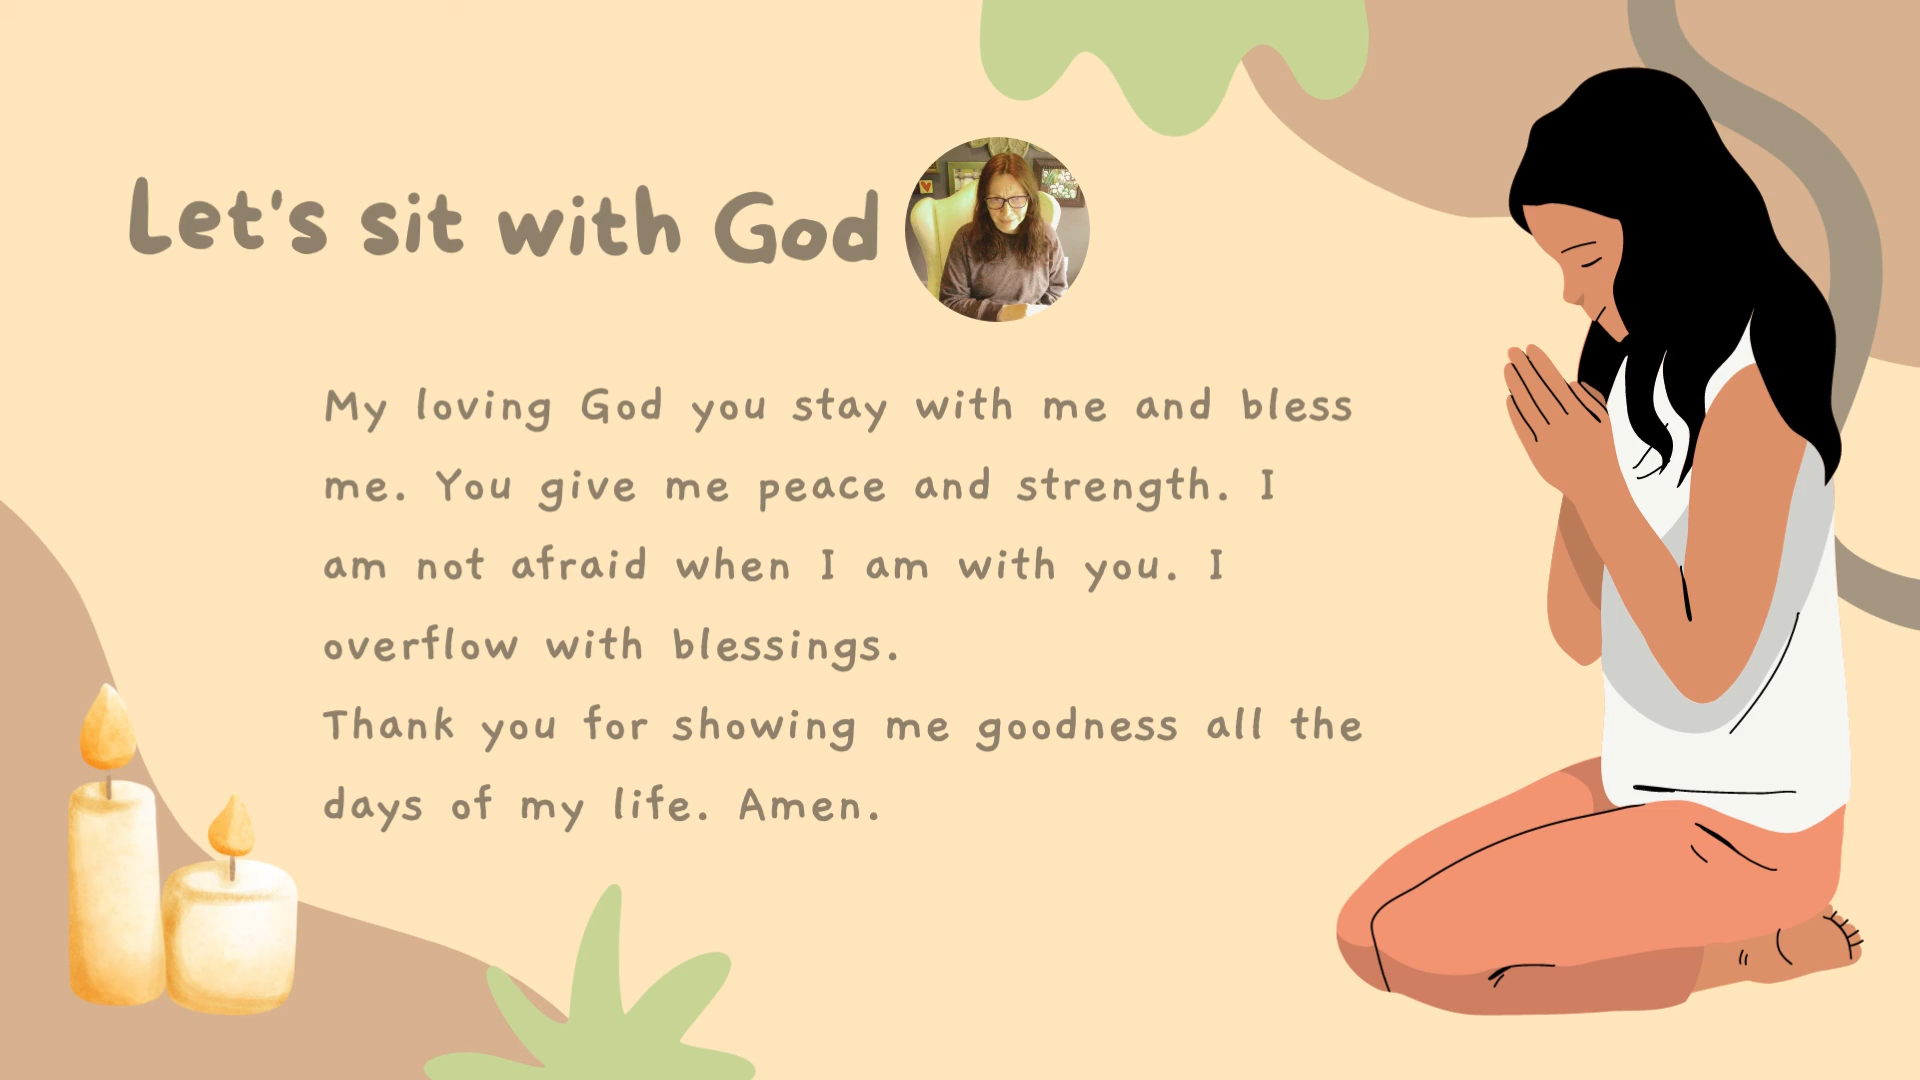 Let's sit with God
My loving God you stay with me and bless
me. You give me peace and strength. I
am not afraid when I am with you. I
overflow with blessings.
Thank you for showing me goodness all the
days of my life. Amen.